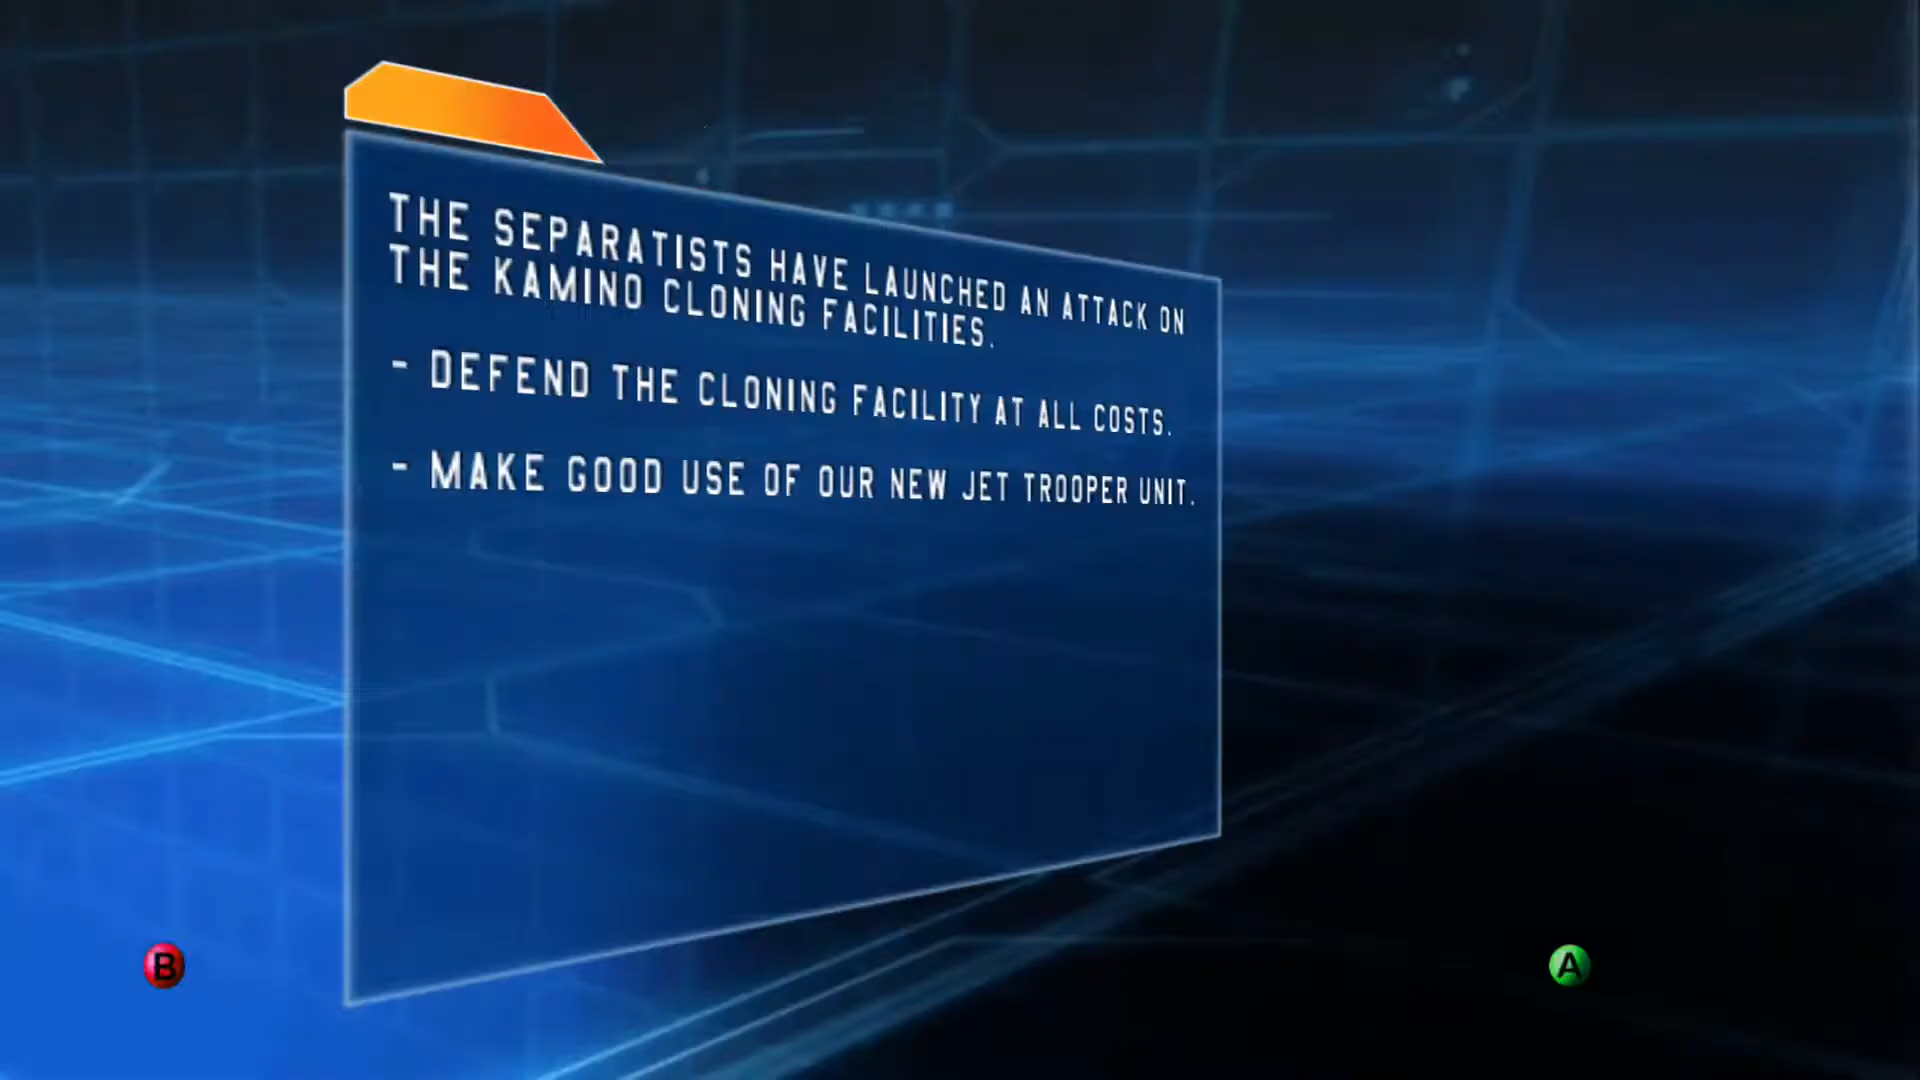 THE SEPARATISTS HAVE LAUNCHED AN ATTACK ON
THE KAMINO CLONING FACILITIES.
- DEFEND THE CLONING FACILITY AT ALL COSTS.
- MAKE GOOD USE OF OUR NEW JET TROOPER UNIT.
B
A